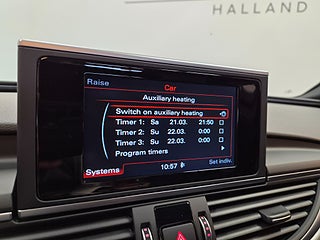 HALLAND
Raise
Car
Auxiliary heating
Switch on auxiliary heating
Timer 1: Sa 21.03. 21:50
Timer 2: Su 22.03. 0:00
Timer 3: Su 22.03. 0:00
Program timers
Set indiv.
Systems
10:57